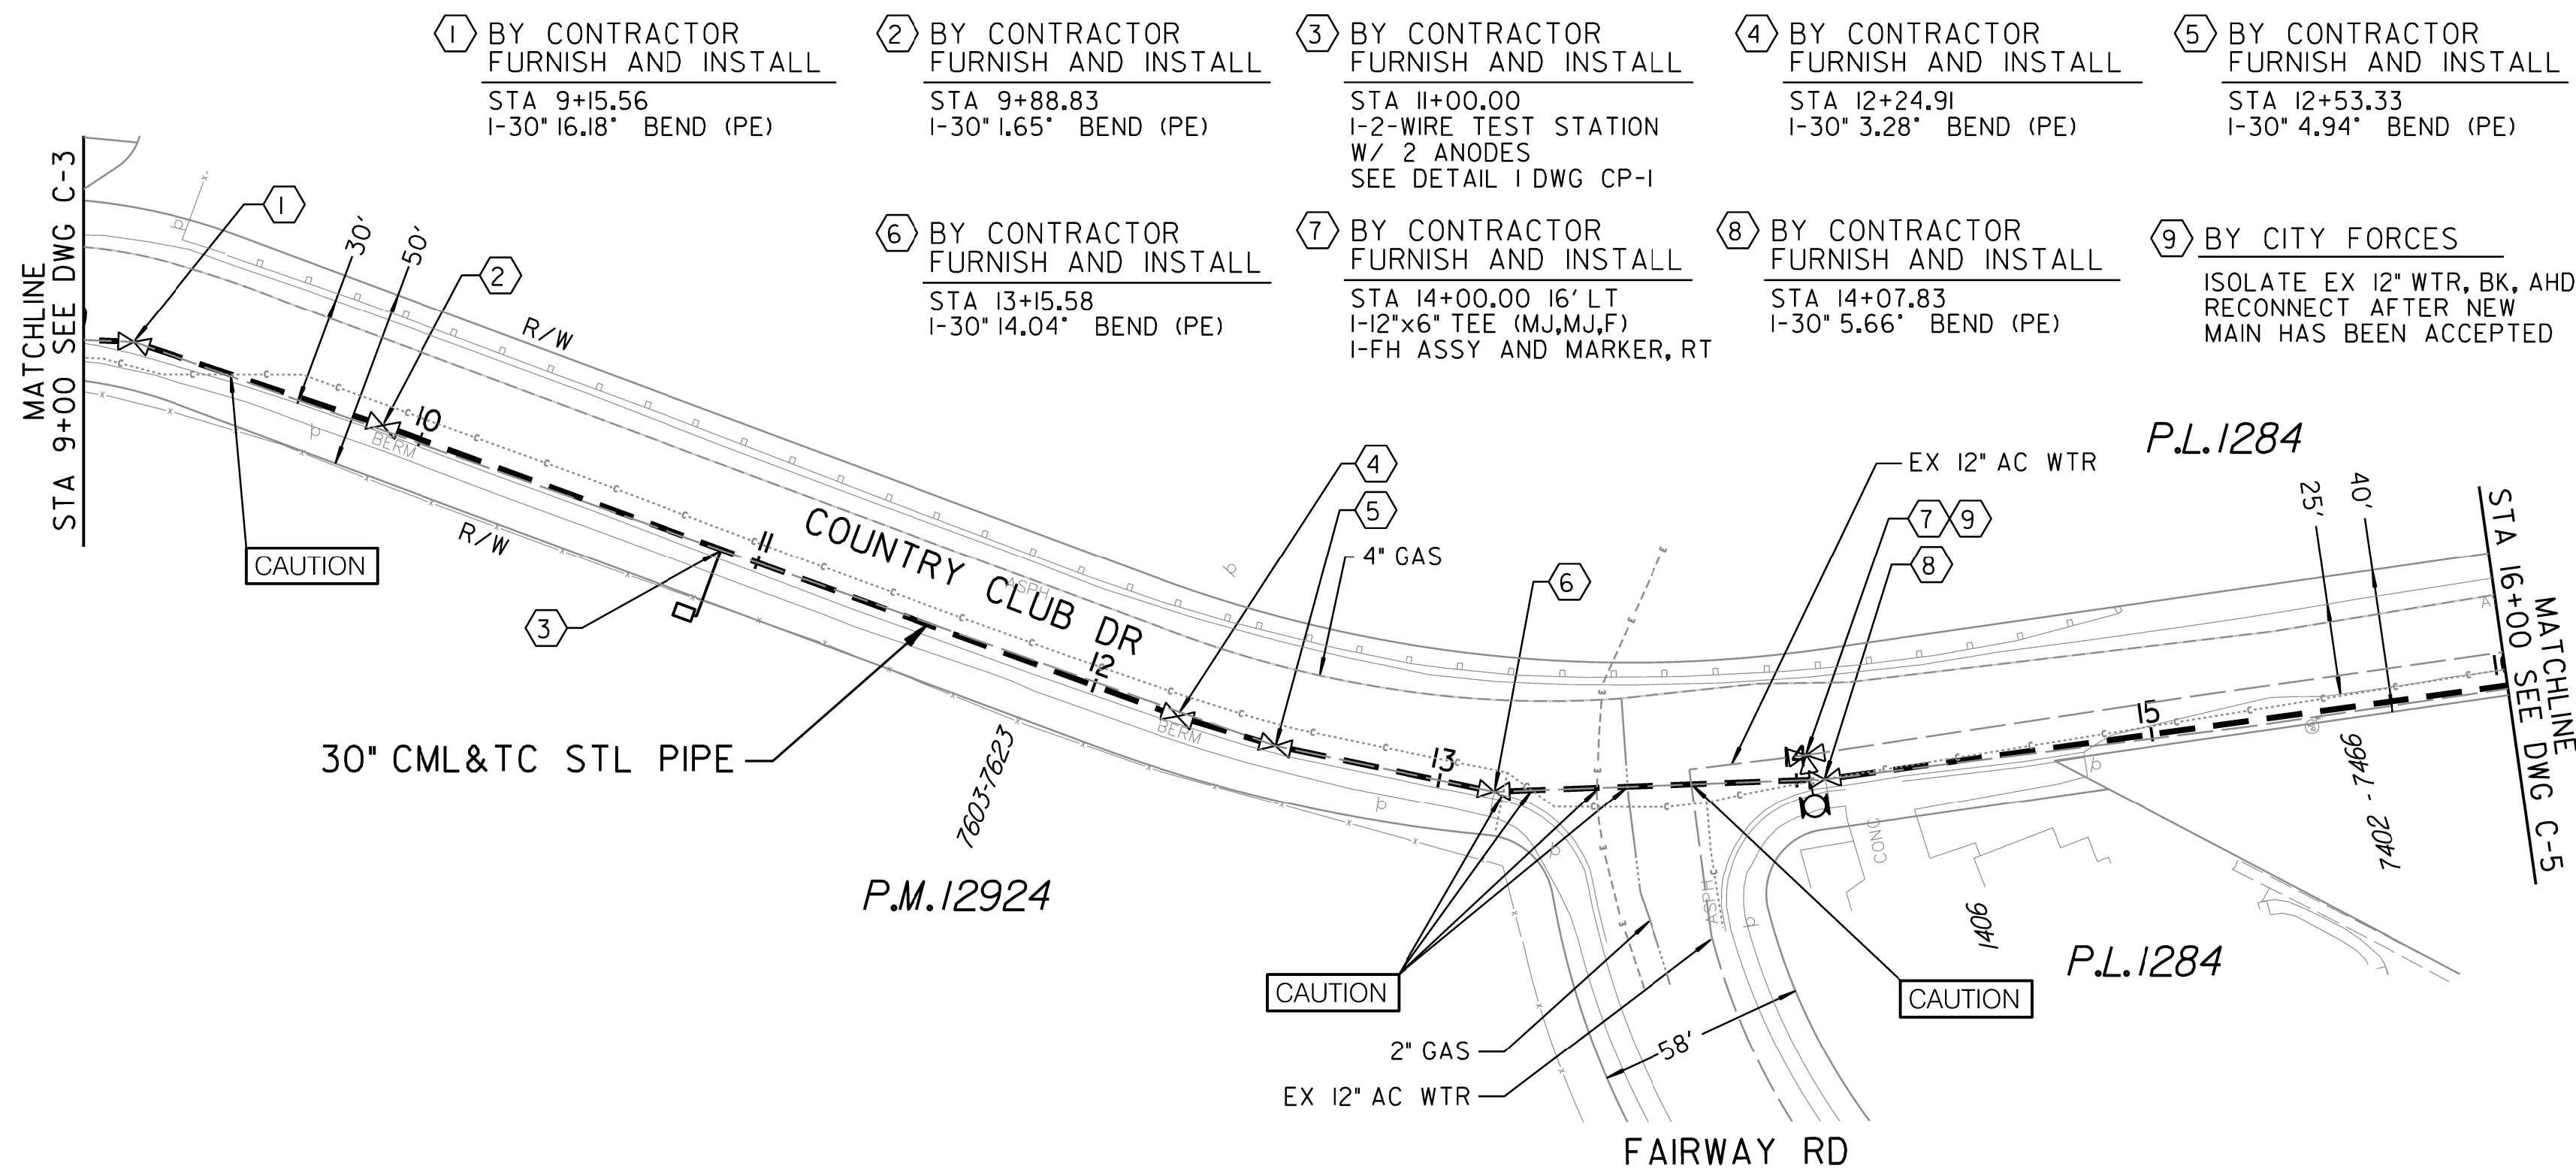 1 BY CONTRACTOR
FURNISH AND INSTALL
STA 9+15.56
1-30" 16.18° BEND (PE)
2 BY CONTRACTOR
FURNISH AND INSTALL
STA 9+88.83
1-30" 1.65° BEND (PE)
3 BY CONTRACTOR
FURNISH AND INSTALL
STA 11+00.00
1-2-WIRE TEST STATION
W/ 2 ANODES
SEE DETAIL 1 DWG CP-1
4 BY CONTRACTOR
FURNISH AND INSTALL
STA 12+24.91
1-30" 3.28° BEND (PE)
5 BY CONTRACTOR
FURNISH AND INSTALL
STA 12+53.33
1-30" 4.94° BEND (PE)
6 BY CONTRACTOR
FURNISH AND INSTALL
STA 13+15.58
1-30" 14.04° BEND (PE)
7 BY CONTRACTOR
FURNISH AND INSTALL
STA 14+00.00 16' LT
1-12"x6" TEE (MJ,MJ,F)
1-FH ASSY AND MARKER, RT
8 BY CONTRACTOR
FURNISH AND INSTALL
STA 14+07.83
1-30" 5.66° BEND (PE)
9 BY CITY FORCES
ISOLATE EX 12" WTR, BK, AHD
RECONNECT AFTER NEW
MAIN HAS BEEN ACCEPTED
MATCHLINE
STA 9+00 SEE DWG C-3
1
30'
50'
2
R/W
10
BERM
R/W
CAUTION
3
11
COUNTRY CLUB DR
ASPH
12
30" CML&TC STL PIPE
7603-7623
P.M. 12924
BERM
4
5
4" GAS
6
13
EX 12" AC WTR
7
9
8
14
P.L. 1284
25'
40'
15
MATCHLINE
STA 16+00 SEE DWG C-5
7402 - 7466
CONC
1406
P.L. 1284
ASPH
CAUTION
CAUTION
2" GAS
EX 12" AC WTR
58'
FAIRWAY RD